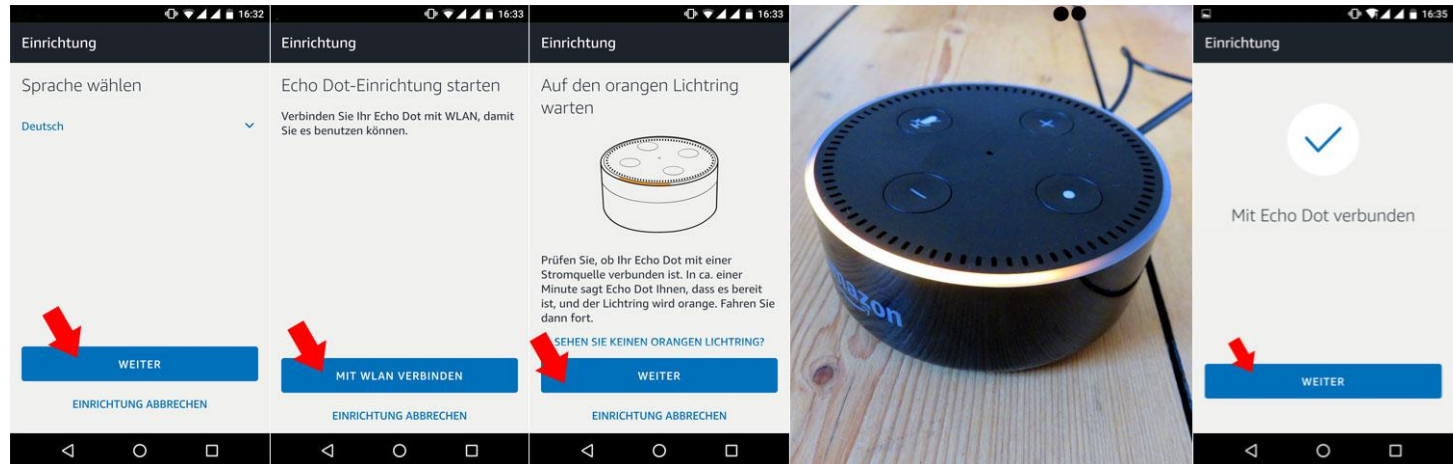 16:32
Einrichtung
Sprache wählen
Deutsch
WEITER
EINRICHTUNG ABBRECHEN
16:33
Einrichtung
Echo Dot-Einrichtung starten
Verbinden Sie Ihr Echo Dot mit WLAN, damit
Sie es benutzen können.
MIT WLAN VERBINDEN
EINRICHTUNG ABBRECHEN
16:33
Einrichtung
Auf den orangen Lichtring
warten
Prüfen Sie, ob Ihr Echo Dot mit einer
Stromquelle verbunden ist. In ca. einer
Minute sagt Echo Dot Ihnen, dass es bereit
ist, und der Lichtring wird orange. Fahren Sie
dann fort.
SEHEN SIE KEINEN ORANGEN LICHTRING?
WEITER
EINRICHTUNG ABBRECHEN
amazon
16:35
Einrichtung
Mit Echo Dot verbunden
WEITER